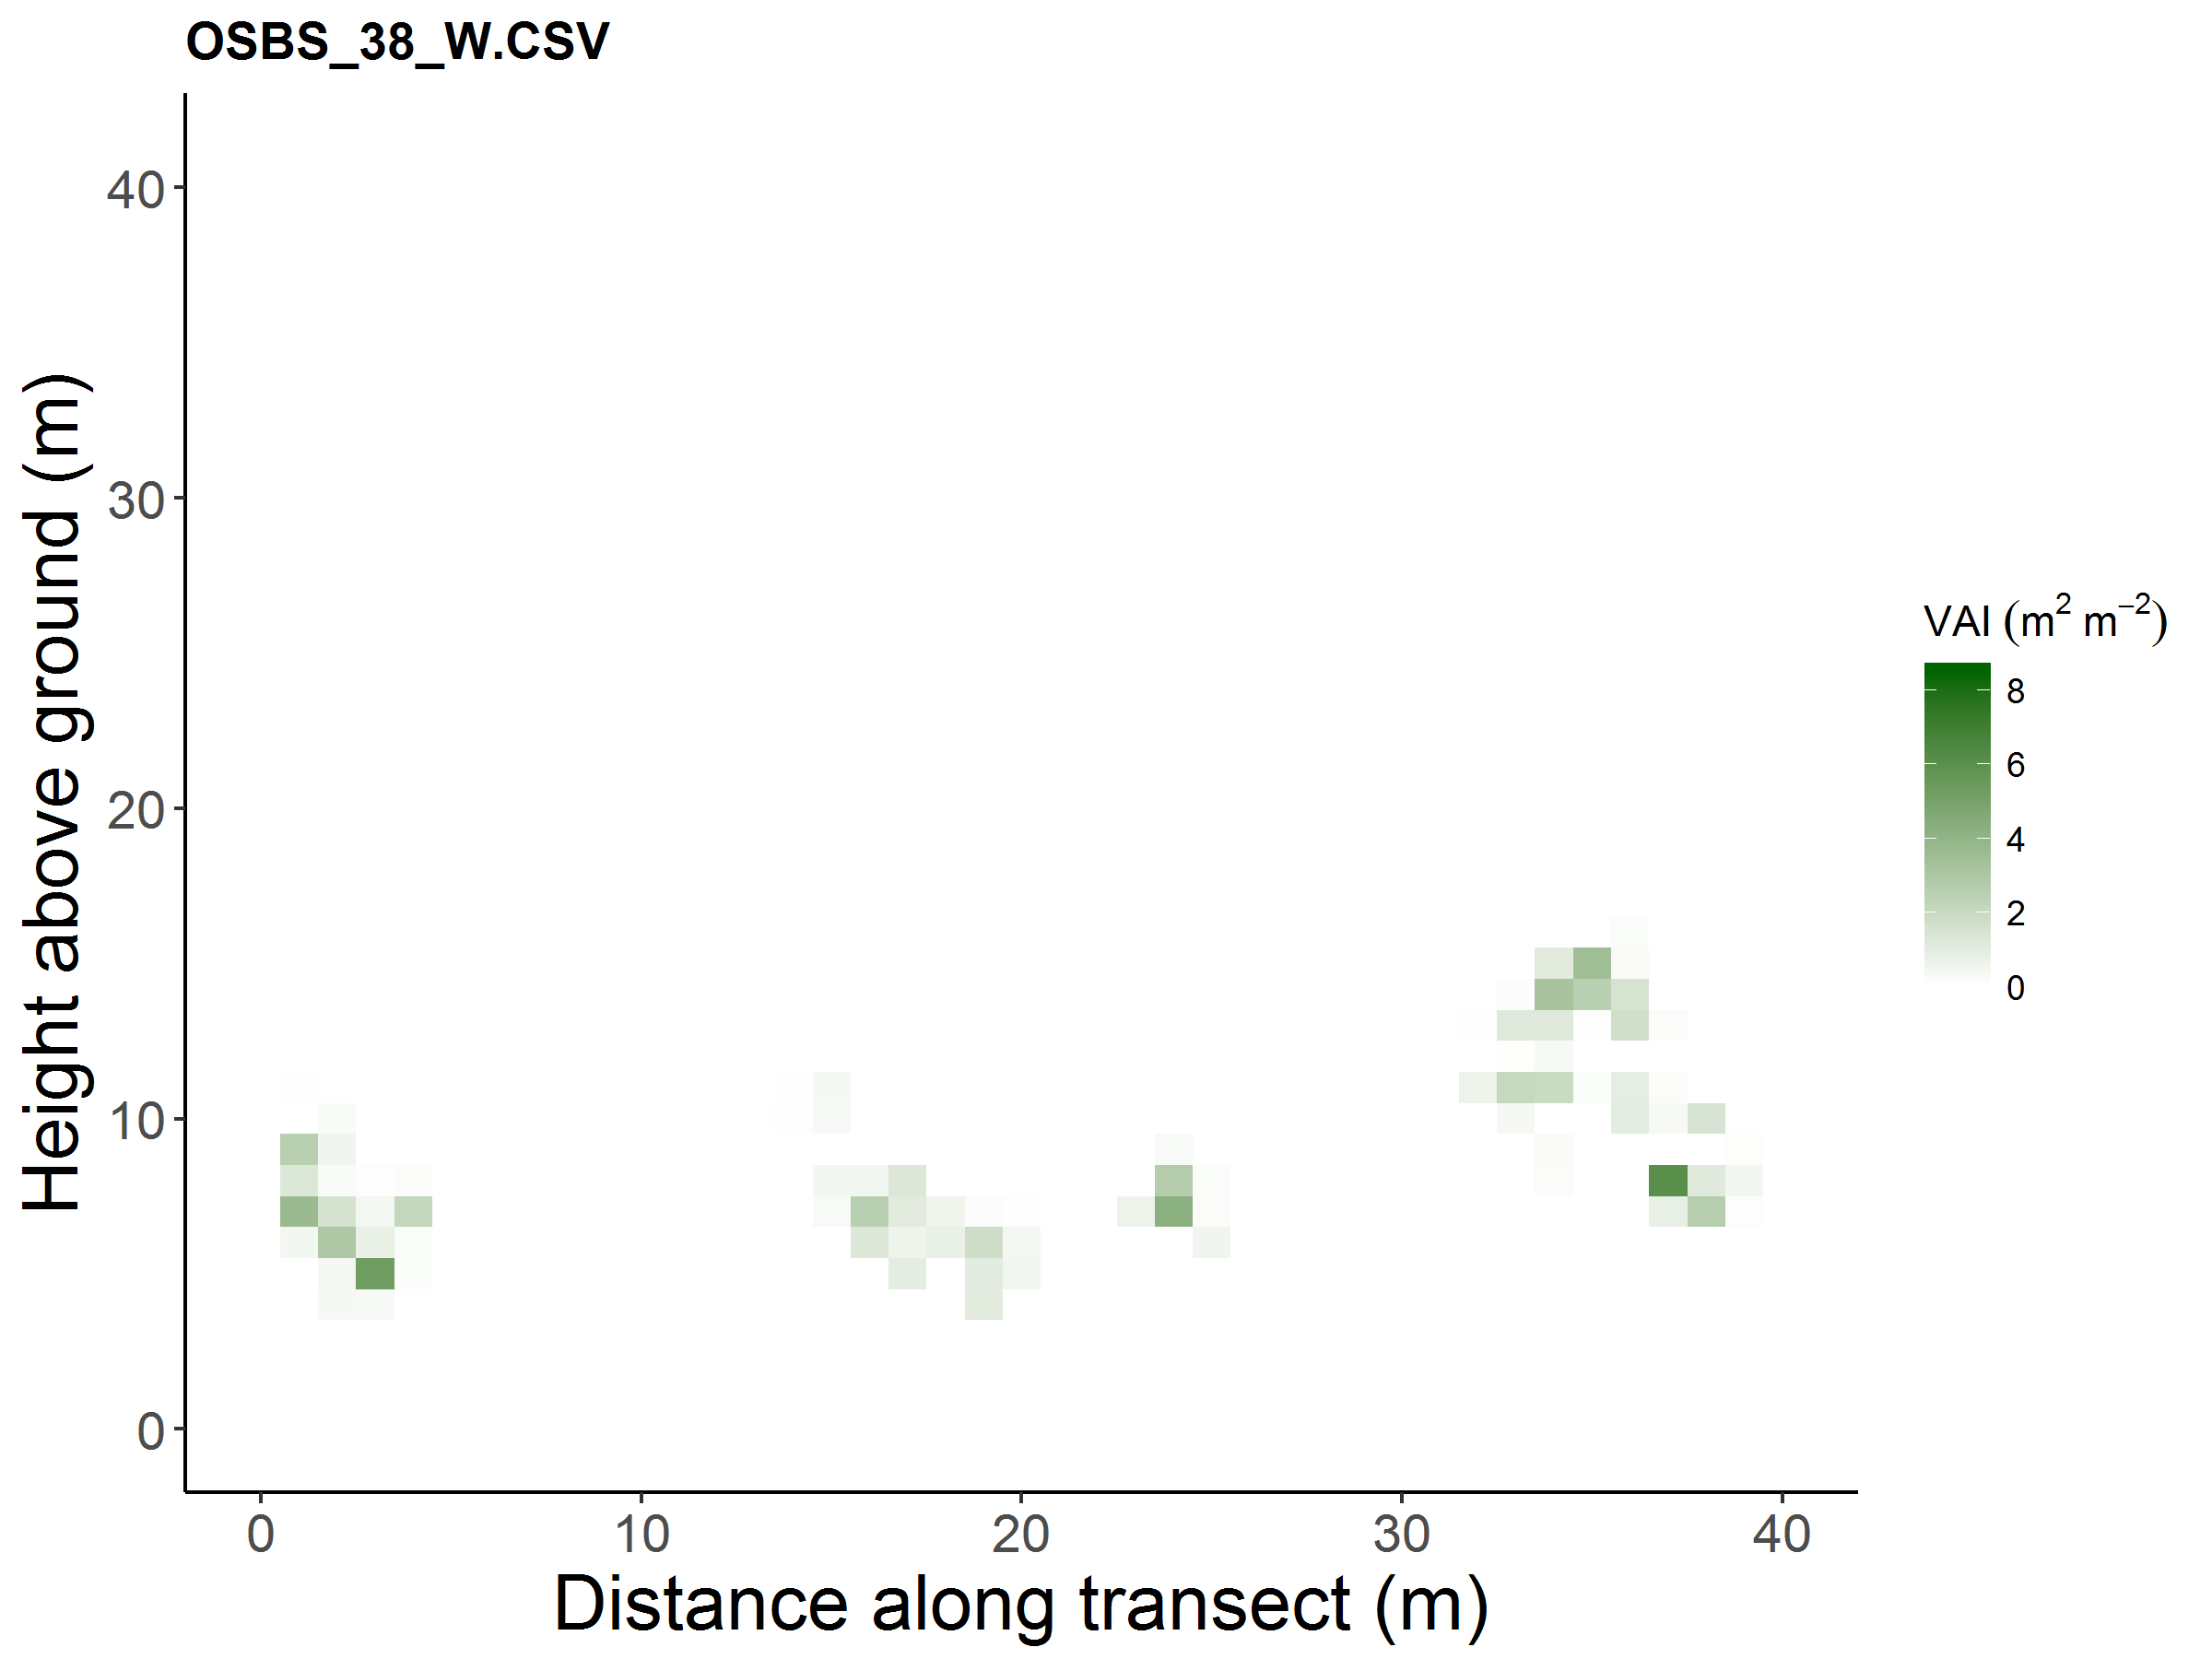 OSBS_38_W.CSV
Height above ground (m)
40
30
20
10
0
0 10 20 30 40
Distance along transect (m)
VAI (m² m⁻²)
8
6
4
2
0